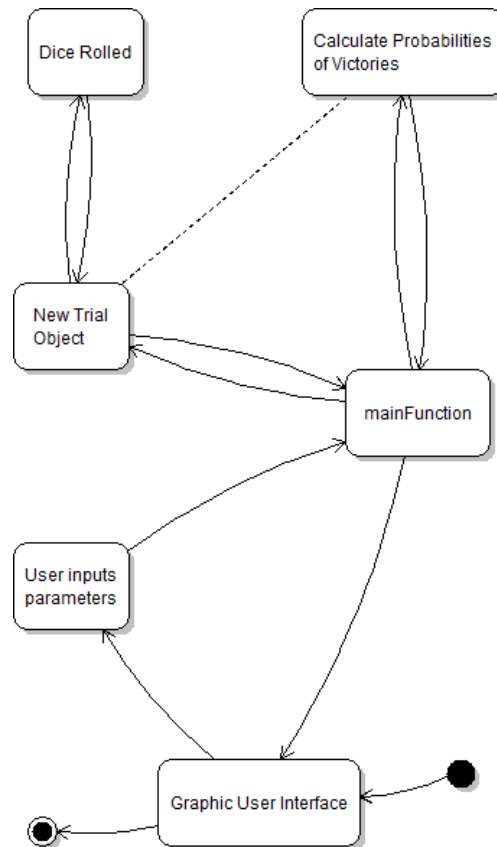 Dice Rolled
Calculate Probabilities
of Victories
New Trial
Object
mainFunction
User inputs
parameters
Graphic User Interface